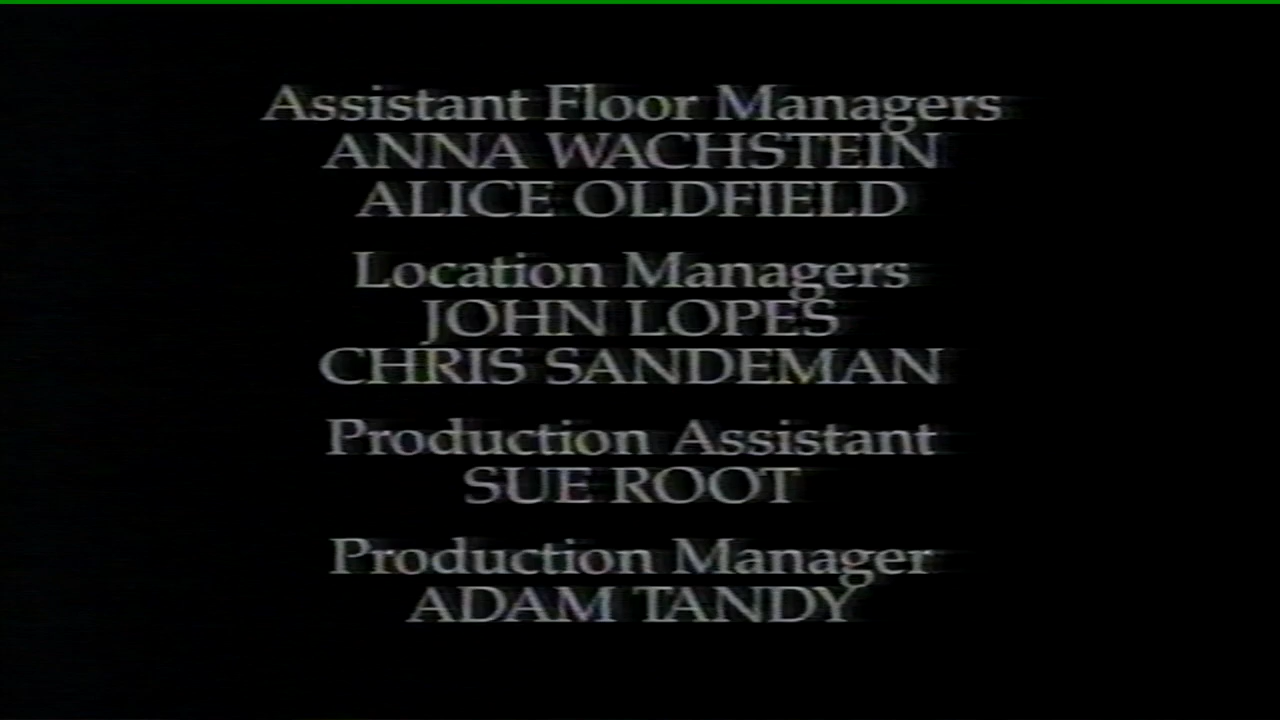 Assistant Floor Managers
ANNA WACHSTEIN
ALICE OLDFIELD
Location Managers
JOHN LOPES
CHRIS SANDEMAN
Production Assistant
SUE ROOT
Production Manager
ADAM TANDY